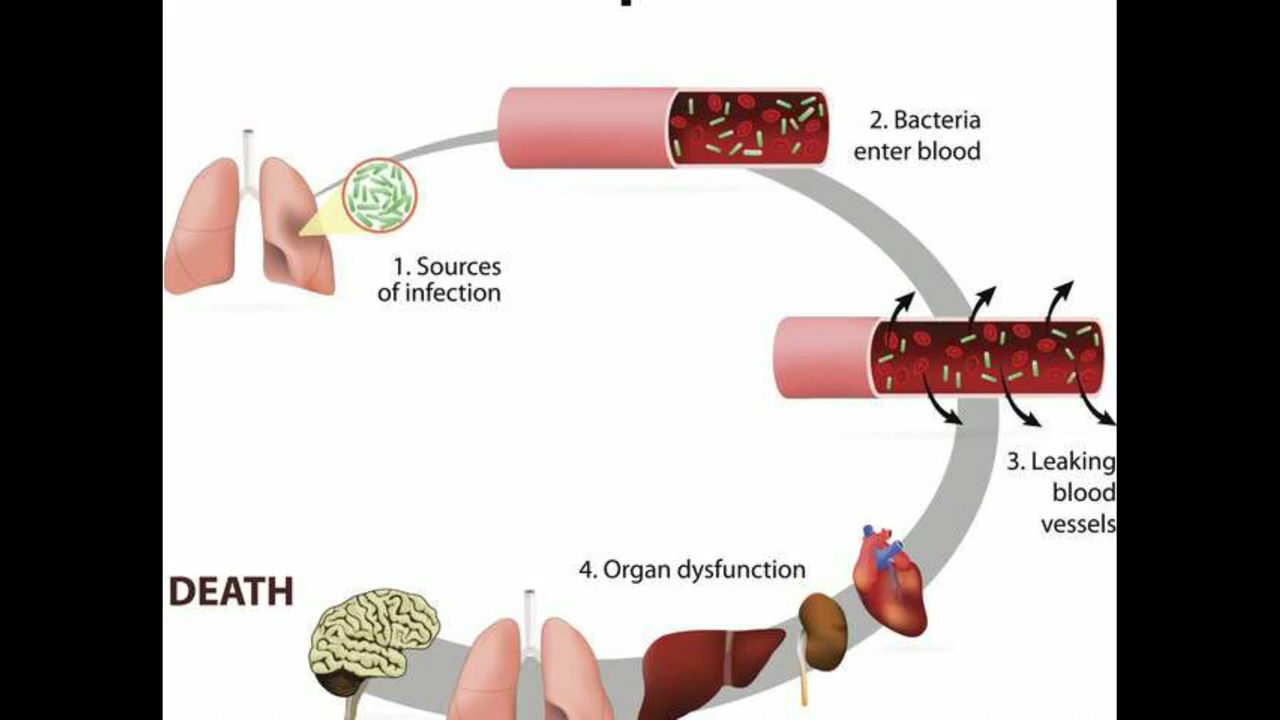 1. Sources
of infection
2. Bacteria
enter blood
3. Leaking
blood
vessels
4. Organ dysfunction
DEATH